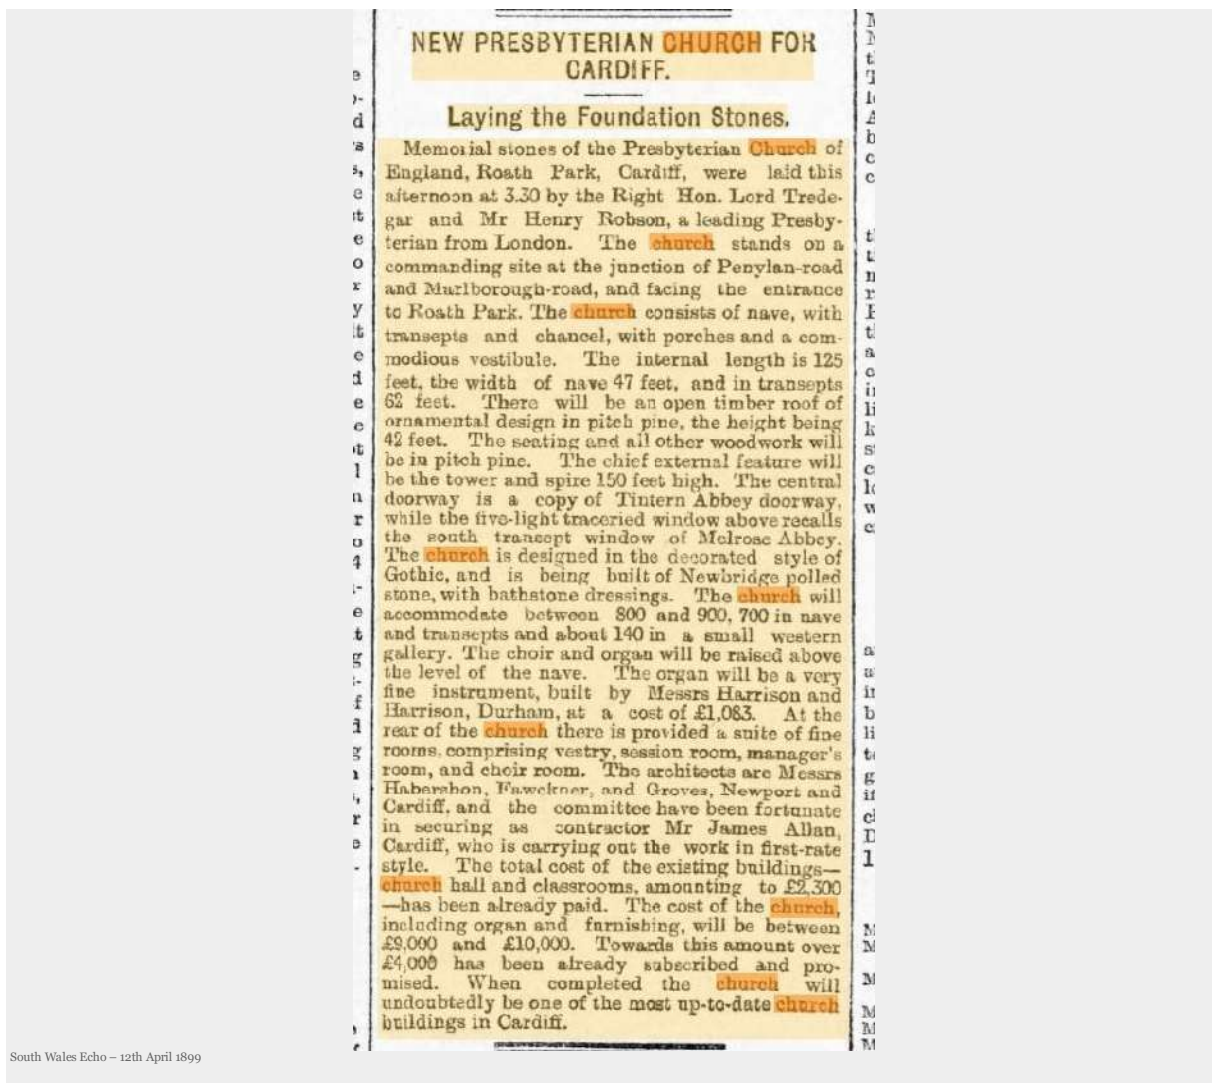 NEW PRESBYTERIAN CHURCH FOR
CARDIFF.
Laying the Foundation Stones.
Memorial stones of the Presbyterian Church of
England, Roath Park, Cardiff, were laid this
afternoon at 3.30 by the Right Hon. Lord Trede-
gar and Mr Henry Robson, a leading Presby-
terian from London. The church stands on a
commanding site at the junction of Penylan-road
and Marlborough-road, and facing the entrance
to Roath Park. The church consists of nave, with
transepts and chancel, with porches and a com-
modious vestibule. The internal length is 125
feet, the width of nave 47 feet, and in transepts
62 feet. There will be an open timber roof of
ornamental design in pitch pine, the height being
42 feet. The seating and all other woodwork will
be in pitch pine. The chief external feature will
be the tower and spire 150 feet high. The central
doorway is a copy of Tintern Abbey doorway,
while the five-light traceried window above recalls
the south transept window of Melrose Abbey.
The church is designed in the decorated style of
Gothic, and is being built of Newbridge polled
stone, with bathstone dressings. The church will
accommodate between 800 and 900, 700 in nave
and transepts and about 140 in a small western
gallery. The choir and organ will be raised above
the level of the nave. The organ will be a very
fine instrument, built by Messrs Harrison and
Harrison, Durham, at a cost of £1,083. At the
rear of the church there is provided a suite of fine
rooms, comprising vestry, session room, manager's
room, and choir room. The architects are Messrs
Habershon, Fawckner, and Groves, Newport and
Cardiff, and the committee have been fortunate
in securing as contractor Mr James Allan,
Cardiff, who is carrying out the work in first-rate
style. The total cost of the existing buildings—
church hall and classrooms, amounting to £2,300
—has been already paid. The cost of the church,
including organ and furnishing, will be between
£9,000 and £10,000. Towards this amount over
£4,000 has been already subscribed and pro-
mised. When completed the church will
undoubtedly be one of the most up-to-date church
buildings in Cardiff.
South Wales Echo – 12th April 1899